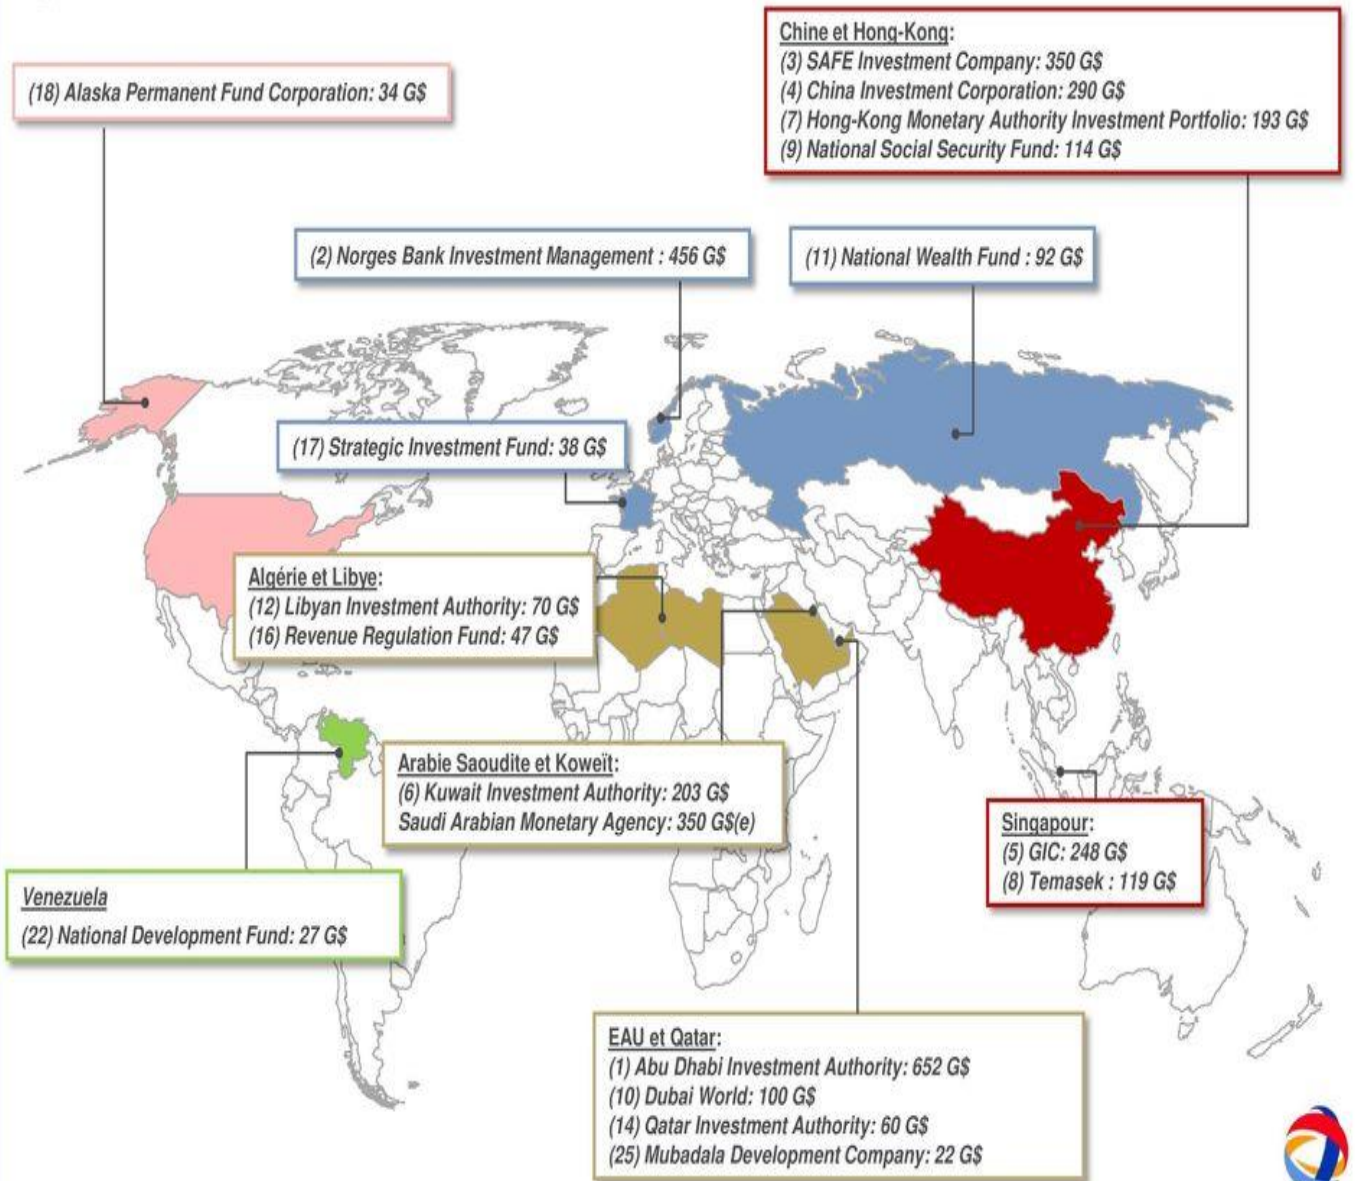 Chine et Hong-Kong:
(3) SAFE Investment Company: 350 G$
(4) China Investment Corporation: 290 G$
(7) Hong-Kong Monetary Authority Investment Portfolio: 193 G$
(9) National Social Security Fund: 114 G$
(18) Alaska Permanent Fund Corporation: 34 G$
(2) Norges Bank Investment Management : 456 G$
(11) National Wealth Fund : 92 G$
(17) Strategic Investment Fund: 38 G$
Algérie et Libye:
(12) Libyan Investment Authority: 70 G$
(16) Revenue Regulation Fund: 47 G$
Arabie Saoudite et Koweït:
(6) Kuwait Investment Authority: 203 G$
Saudi Arabian Monetary Agency: 350 G$(e)
Singapour:
(5) GIC: 248 G$
(8) Temasek : 119 G$
Venezuela
(22) National Development Fund: 27 G$
EAU et Qatar:
(1) Abu Dhabi Investment Authority: 652 G$
(10) Dubai World: 100 G$
(14) Qatar Investment Authority: 60 G$
(25) Mubadala Development Company: 22 G$